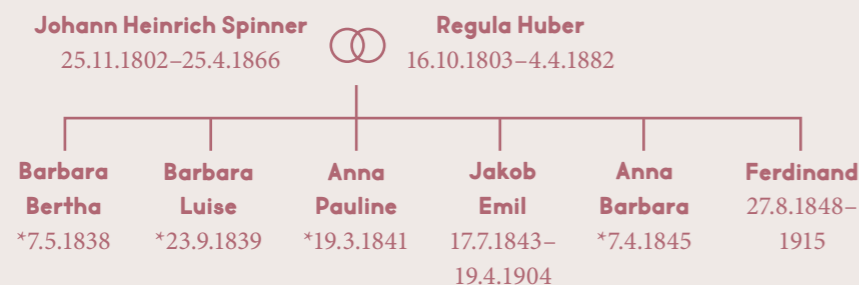 Johann Heinrich Spinner
25.11.1802–25.4.1866
Regula Huber
16.10.1803–4.4.1882
Barbara
Bertha
*7.5.1838
Barbara
Luise
*23.9.1839
Anna
Pauline
*19.3.1841
Jakob
Emil
17.7.1843–
19.4.1904
Anna
Barbara
*7.4.1845
Ferdinand
27.8.1848–
1915